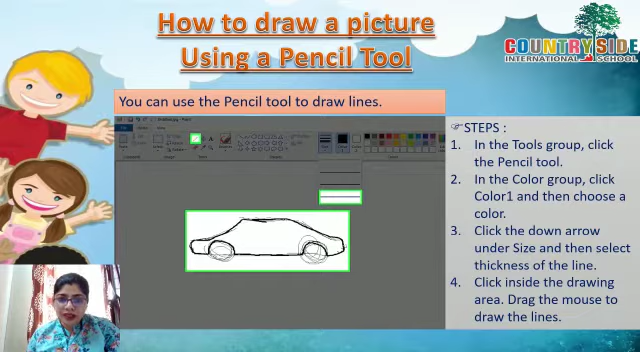 How to draw a picture
Using a Pencil Tool
COUNTRY SIDE
INTERNATIONAL SCHOOL
You can use the Pencil tool to draw lines.
☞STEPS :
1. In the Tools group, click
the Pencil tool.
2. In the Color group, click
Color1 and then choose a
color.
3. Click the down arrow
under Size and then select
thickness of the line.
4. Click inside the drawing
area. Drag the mouse to
draw the lines.